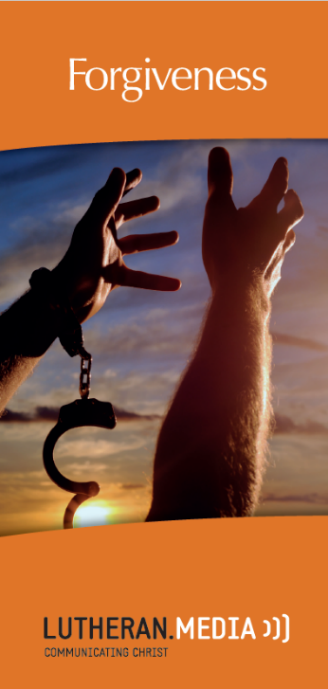 Forgiveness
LUTHERAN.MEDIA
COMMUNICATING CHRIST